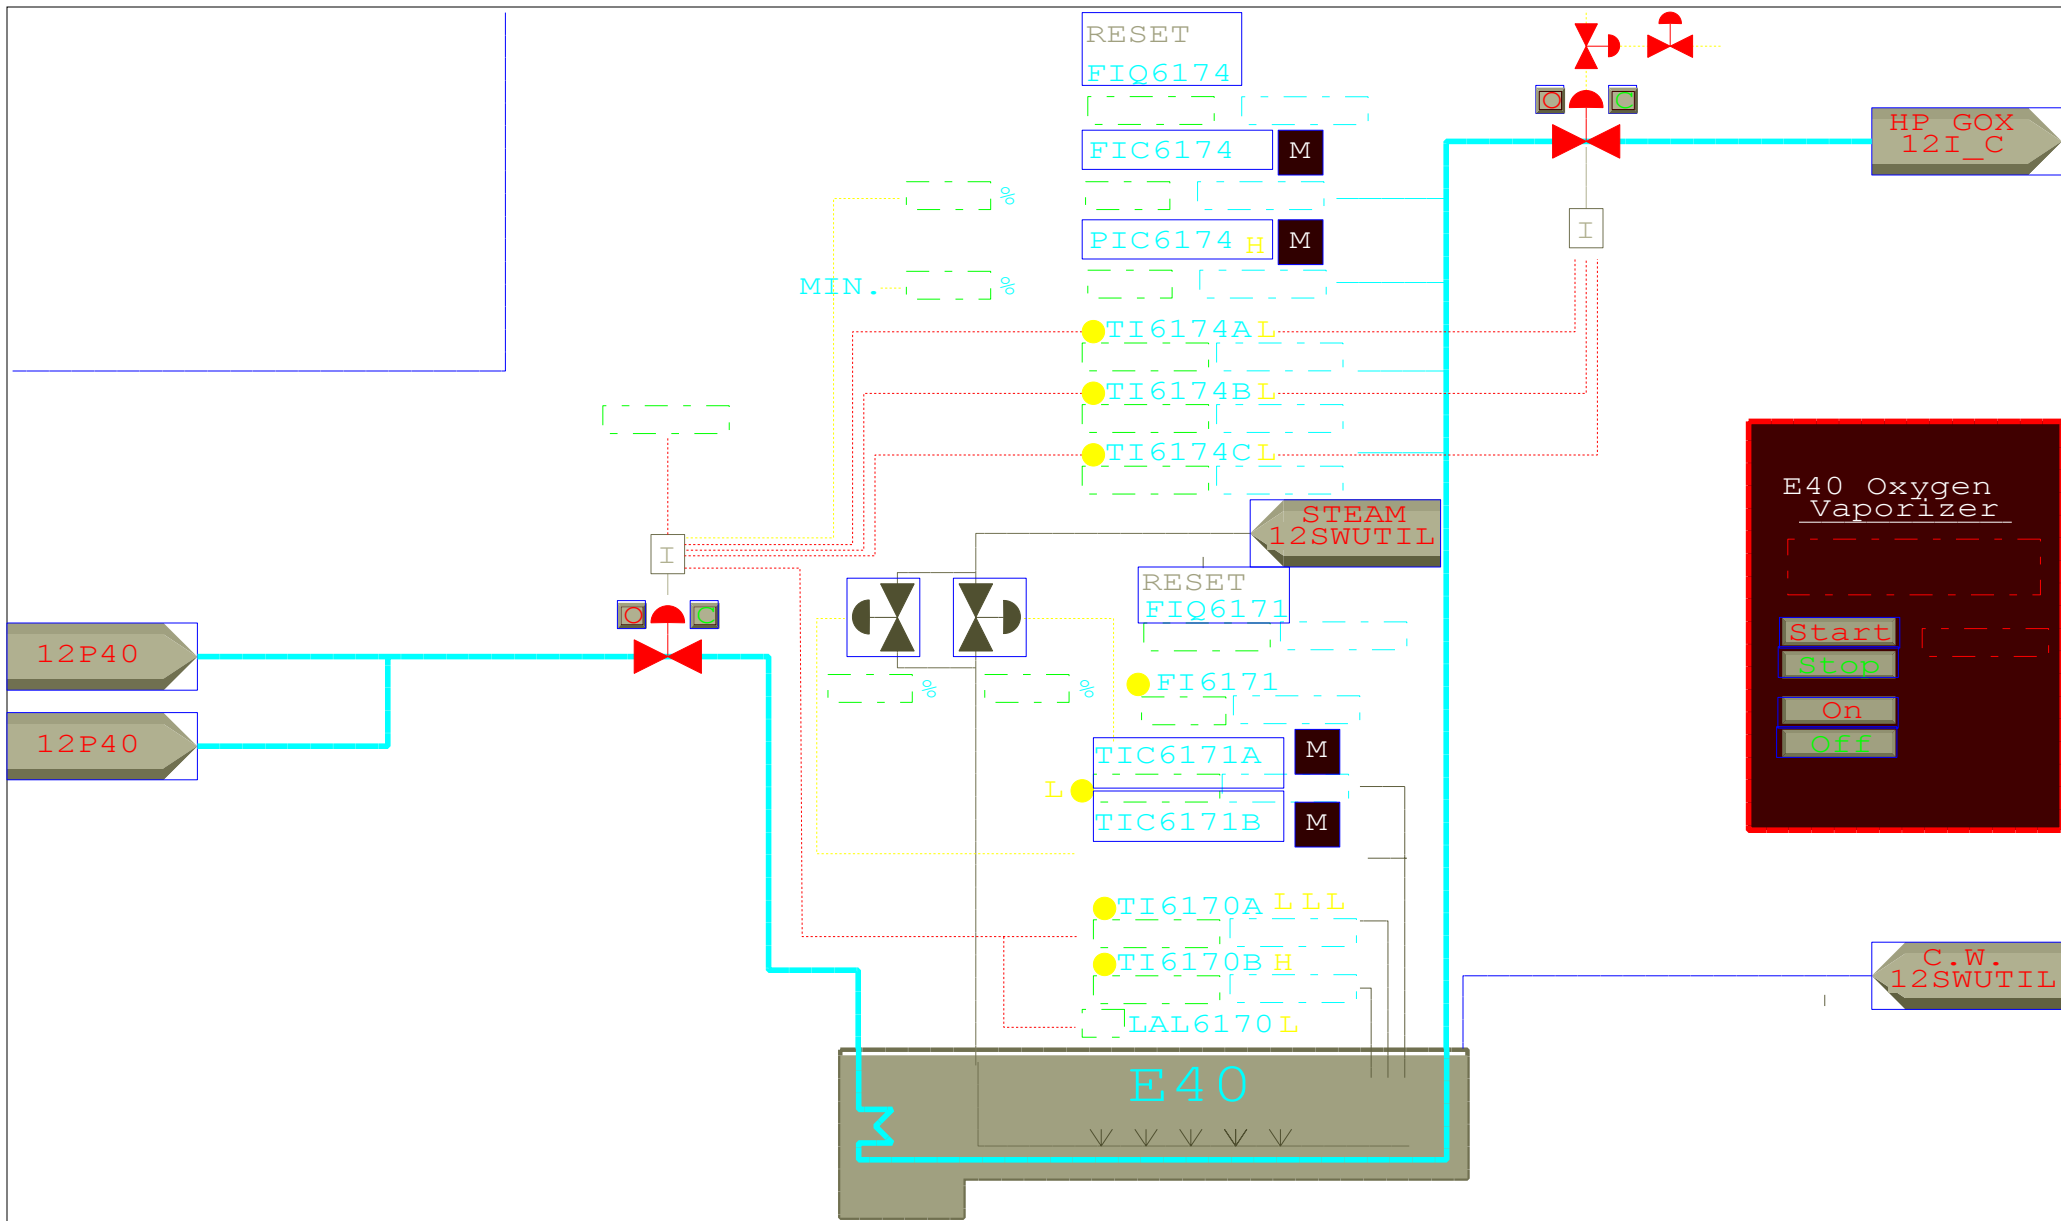 RESET
FIQ6174
O
C
HP GOX
12I_C
FIC6174 M
%
PIC6174 H M
I
MIN. %
TI6174A L
TI6174B L
TI6174C L
E40 Oxygen
Vaporizer
STEAM
12SWUTIL
I
RESET
FIQ6171
O
C
12P40
Start
Stop
% %
FI6171
On
Off
12P40
TIC6171A M
L
TIC6171B M
TI6170A L LL
TI6170B H
C.W.
12SWUTIL
LAL6170 L
E40